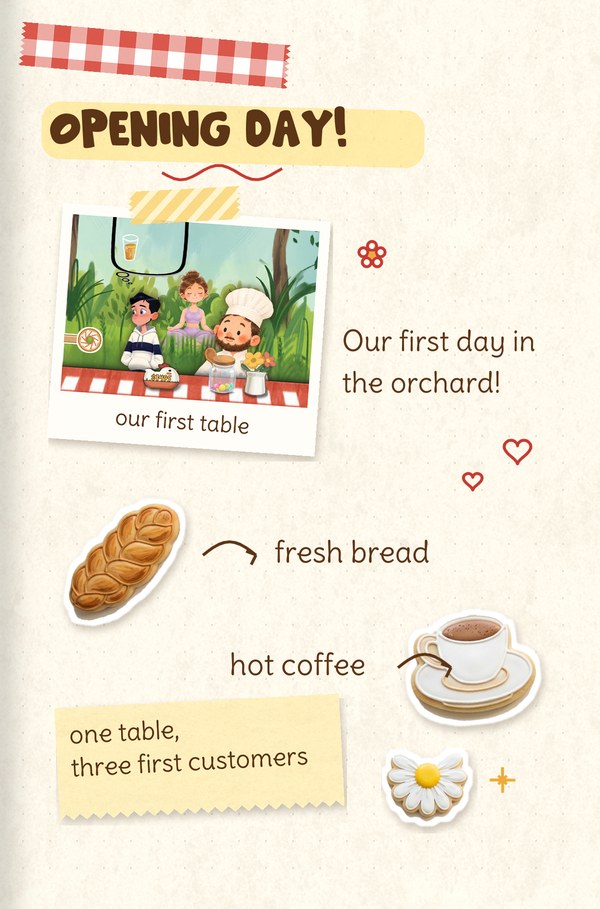 OPENING DAY!
our first table
Our first day in
the orchard!
fresh bread
hot coffee
one table,
three first customers